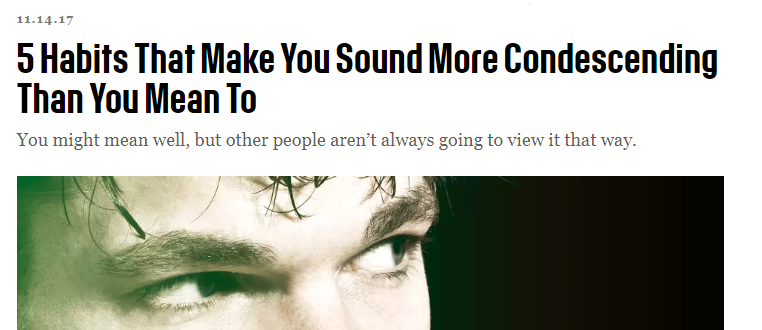 11.14.17
5 Habits That Make You Sound More Condescending
Than You Mean To
You might mean well, but other people aren’t always going to view it that way.